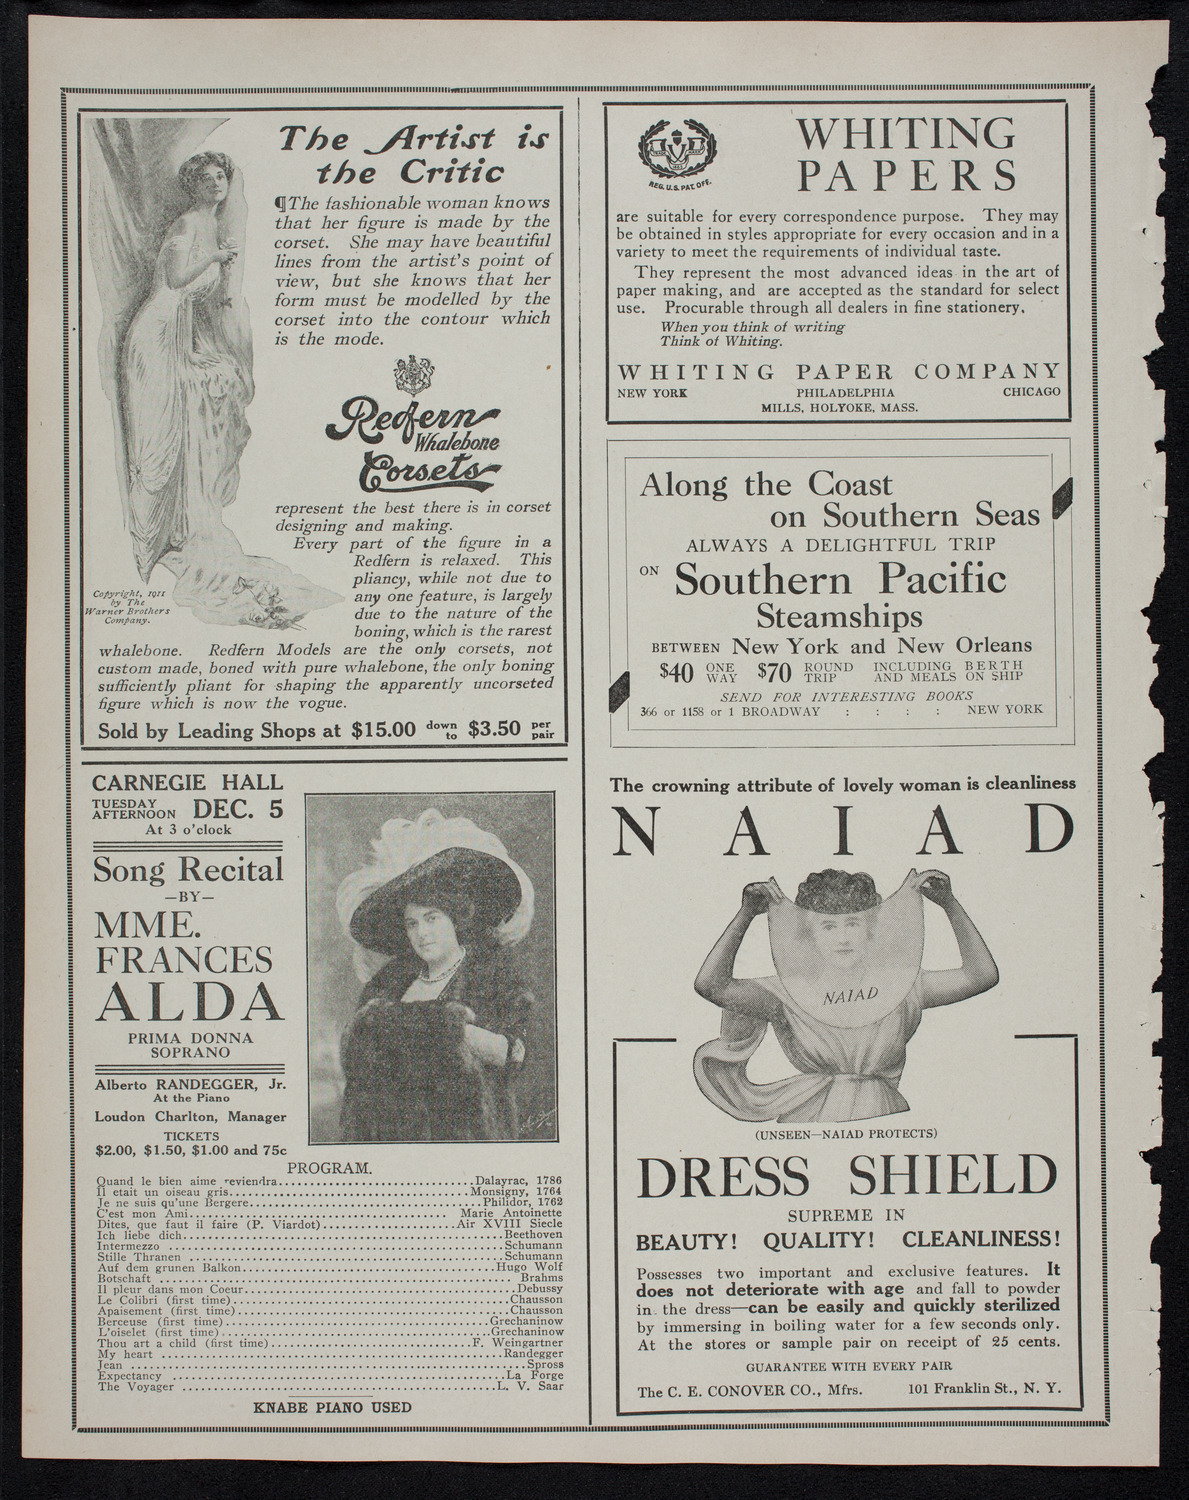 The Artist is
the Critic
¶The fashionable woman knows
that her figure is made by the
corset. She may have beautiful
lines from the artist's point of
view, but she knows that her
form must be modelled by the
corset into the contour which
is the mode.
Redfern
Whalebone
Corsets
represent the best there is in corset
designing and making.
Every part of the figure in a
Redfern is relaxed. This
pliancy, while not due to
any one feature, is largely
due to the nature of the
boning, which is the rarest
whalebone. Redfern Models are the only corsets, not
custom made, boned with pure whalebone, the only boning
sufficiently pliant for shaping the apparently uncorseted
figure which is now the vogue.
Copyright, 1911
by The
Warner Brothers
Company.
Sold by Leading Shops at $15.00 down to $3.50 per pair
CARNEGIE HALL
TUESDAY AFTERNOON DEC. 5
At 3 o'clock
Song Recital
—BY—
MME.
FRANCES
ALDA
PRIMA DONNA
SOPRANO
Alberto RANDEGGER, Jr.
At the Piano
Loudon Charlton, Manager
TICKETS
$2.00, $1.50, $1.00 and 75c
PROGRAM.
Quand le bien aime reviendra..........Dalayrac, 1786
Il etait un oiseau gris..........Monsigny, 1764
Je ne suis qu'une Bergere..........Philidor, 1762
C'est mon Ami.......... Marie Antoinette
Dites, que faut il faire (P. Viardot)..........Air XVIII Siecle
Ich liebe dich..........Beethoven
Intermezzo ..........Schumann
Stille Thranen ..........Schumann
Auf dem grunen Balkon..........Hugo Wolf
Botschaft .......... Brahms
Il pleur dans mon Coeur..........Debussy
Le Colibri (first time)..........Chausson
Apaisement (first time)..........Chausson
Berceuse (first time)..........Grechaninow
L'oiselet (first time)..........Grechaninow
Thou art a child (first time)..........F. Weingartner
My heart ..........Randegger
Jean ..........Spross
Expectancy ..........La Forge
The Voyager ..........L. V. Saar
KNABE PIANO USED
REG. U.S. PAT. OFF.
WHITING
PAPERS
are suitable for every correspondence purpose. They may
be obtained in styles appropriate for every occasion and in a
variety to meet the requirements of individual taste.
They represent the most advanced ideas in the art of
paper making, and are accepted as the standard for select
use. Procurable through all dealers in fine stationery.
When you think of writing
Think of Whiting.
WHITING PAPER COMPANY
NEW YORK PHILADELPHIA CHICAGO
MILLS, HOLYOKE, MASS.
Along the Coast
on Southern Seas
ALWAYS A DELIGHTFUL TRIP
ON Southern Pacific
Steamships
BETWEEN New York and New Orleans
$40 ONE WAY $70 ROUND TRIP INCLUDING BERTH AND MEALS ON SHIP
SEND FOR INTERESTING BOOKS
366 or 1158 or 1 BROADWAY : : : : NEW YORK
The crowning attribute of lovely woman is cleanliness
NAIAD
NAIAD
(UNSEEN—NAIAD PROTECTS)
DRESS SHIELD
SUPREME IN
BEAUTY! QUALITY! CLEANLINESS!
Possesses two important and exclusive features. It
does not deteriorate with age and fall to powder
in the dress—can be easily and quickly sterilized
by immersing in boiling water for a few seconds only.
At the stores or sample pair on receipt of 25 cents.
GUARANTEE WITH EVERY PAIR
The C. E. CONOVER CO., Mfrs. 101 Franklin St., N. Y.